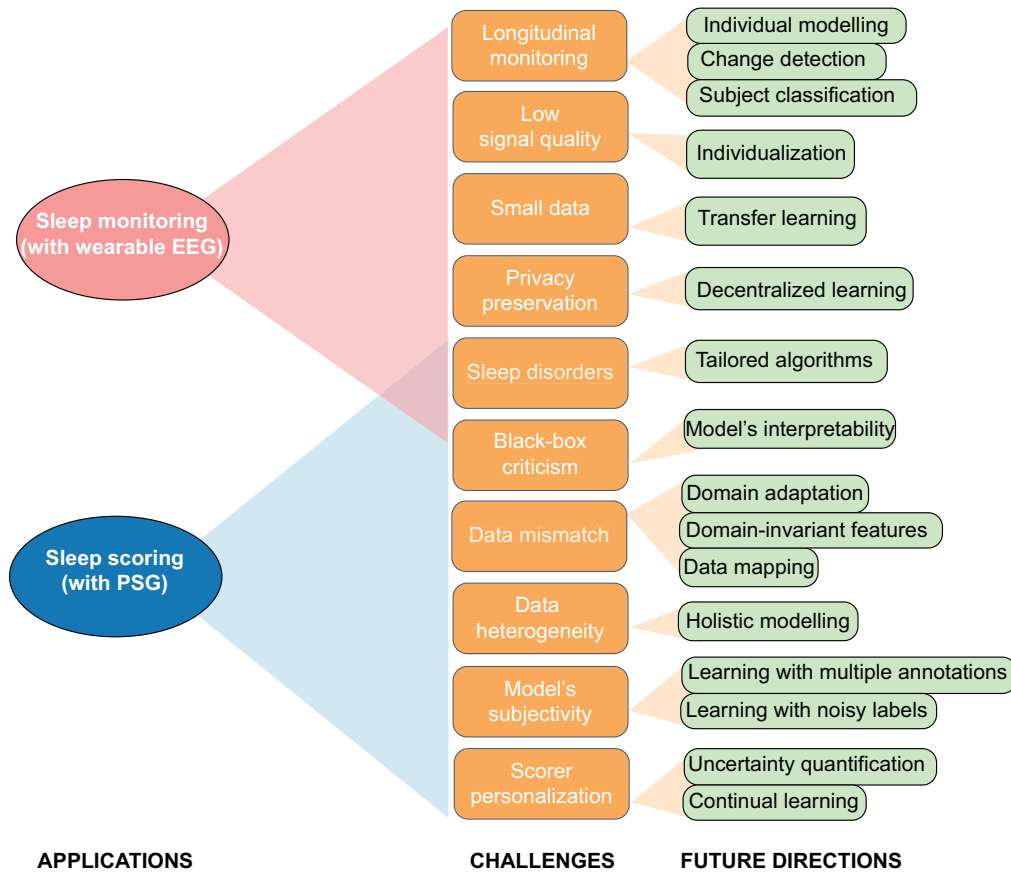 Sleep monitoring
(with wearable EEG)
Sleep scoring
(with PSG)
Longitudinal
monitoring
Low
signal quality
Small data
Privacy
preservation
Sleep disorders
Black-box
criticism
Data mismatch
Data
heterogeneity
Model's
subjectivity
Scorer
personalization
Individual modelling
Change detection
Subject classification
Individualization
Transfer learning
Decentralized learning
Tailored algorithms
Model's interpretability
Domain adaptation
Domain-invariant features
Data mapping
Holistic modelling
Learning with multiple annotations
Learning with noisy labels
Uncertainty quantification
Continual learning
APPLICATIONS
CHALLENGES
FUTURE DIRECTIONS